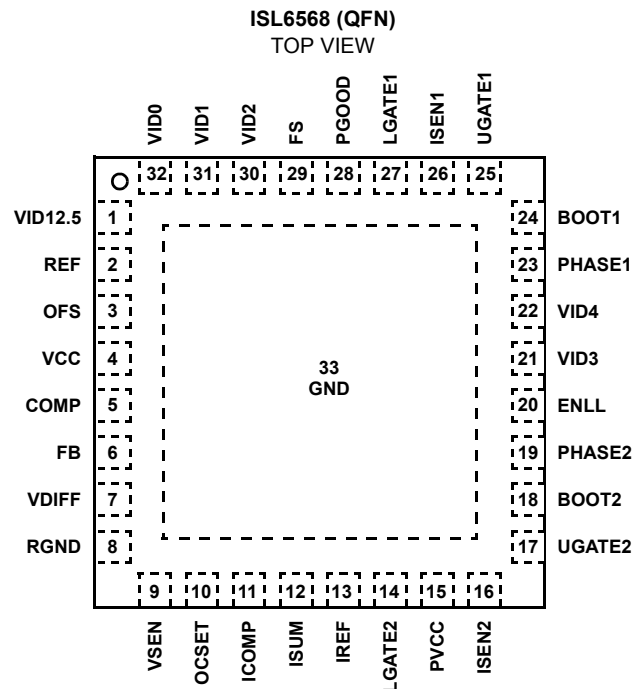 ISL6568 (QFN)
TOP VIEW
VID0
VID1
VID2
FS
PGOOD
LGATE1
ISEN1
UGATE1
32 31 30 29 28 27 26 25
VID12.5 1
REF 2
OFS 3
VCC 4
COMP 5
FB 6
VDIFF 7
RGND 8
33
GND
24 BOOT1
23 PHASE1
22 VID4
21 VID3
20 ENLL
19 PHASE2
18 BOOT2
17 UGATE2
9 10 11 12 13 14 15 16
VSEN
OCSET
ICOMP
ISUM
IREF
LGATE2
PVCC
ISEN2